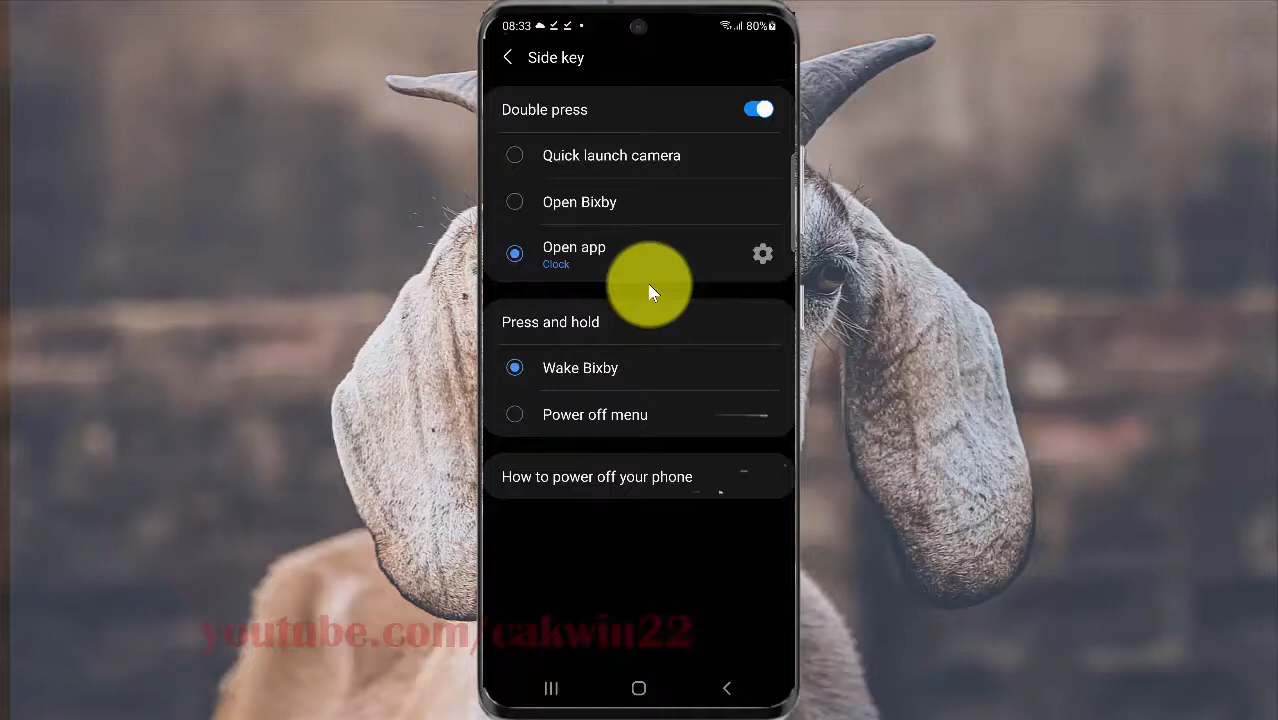 08:33
80%
Side key
Double press
Quick launch camera
Open Bixby
Open app
Clock
Press and hold
Wake Bixby
Power off menu
How to power off your phone
youtube.com/cakwin22